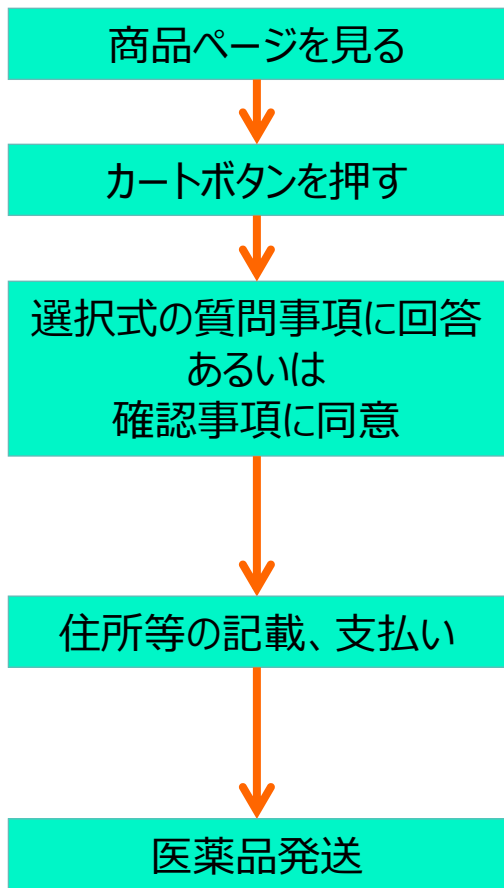 商品ページを見る
カートボタンを押す
選択式の質問事項に回答
あるいは
確認事項に同意
住所等の記載、支払い
医薬品発送